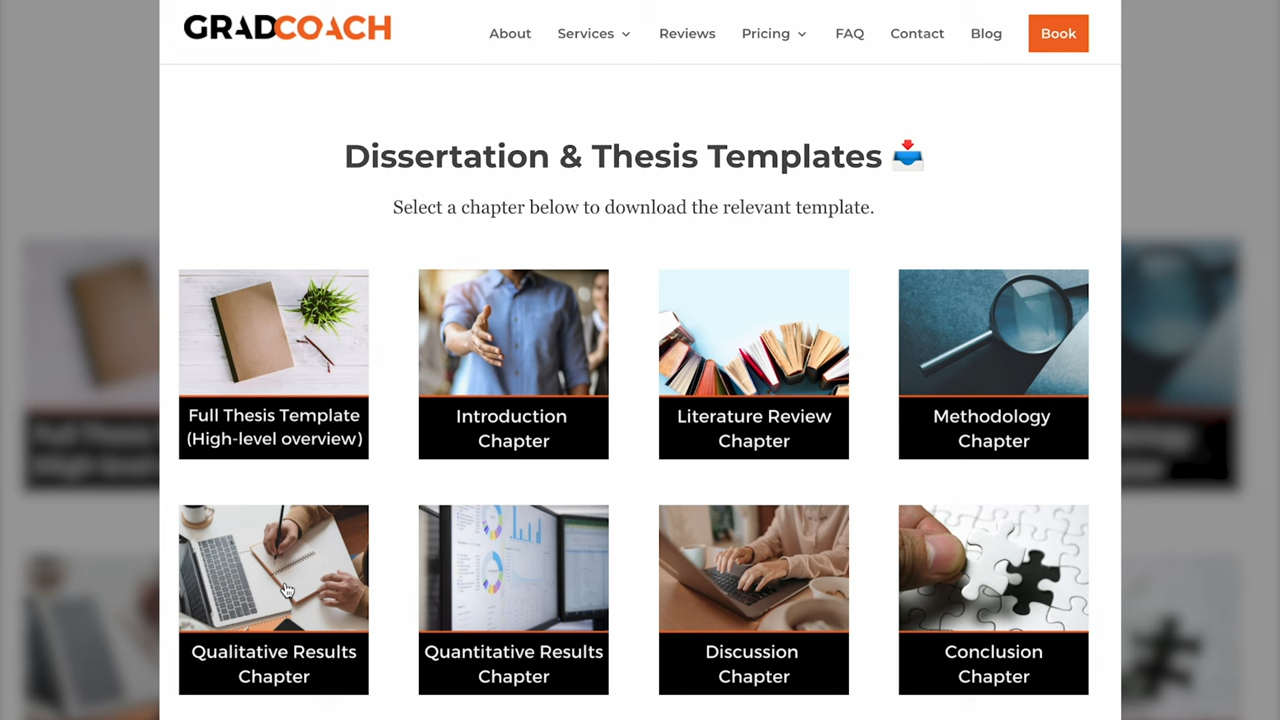 GRADCOACH
About Services Reviews Pricing FAQ Contact Blog Book
Dissertation & Thesis Templates
Select a chapter below to download the relevant template.
Full Thesis Template
(High-level overview)
Introduction
Chapter
Literature Review
Chapter
Methodology
Chapter
Qualitative Results
Chapter
Quantitative Results
Chapter
Discussion
Chapter
Conclusion
Chapter